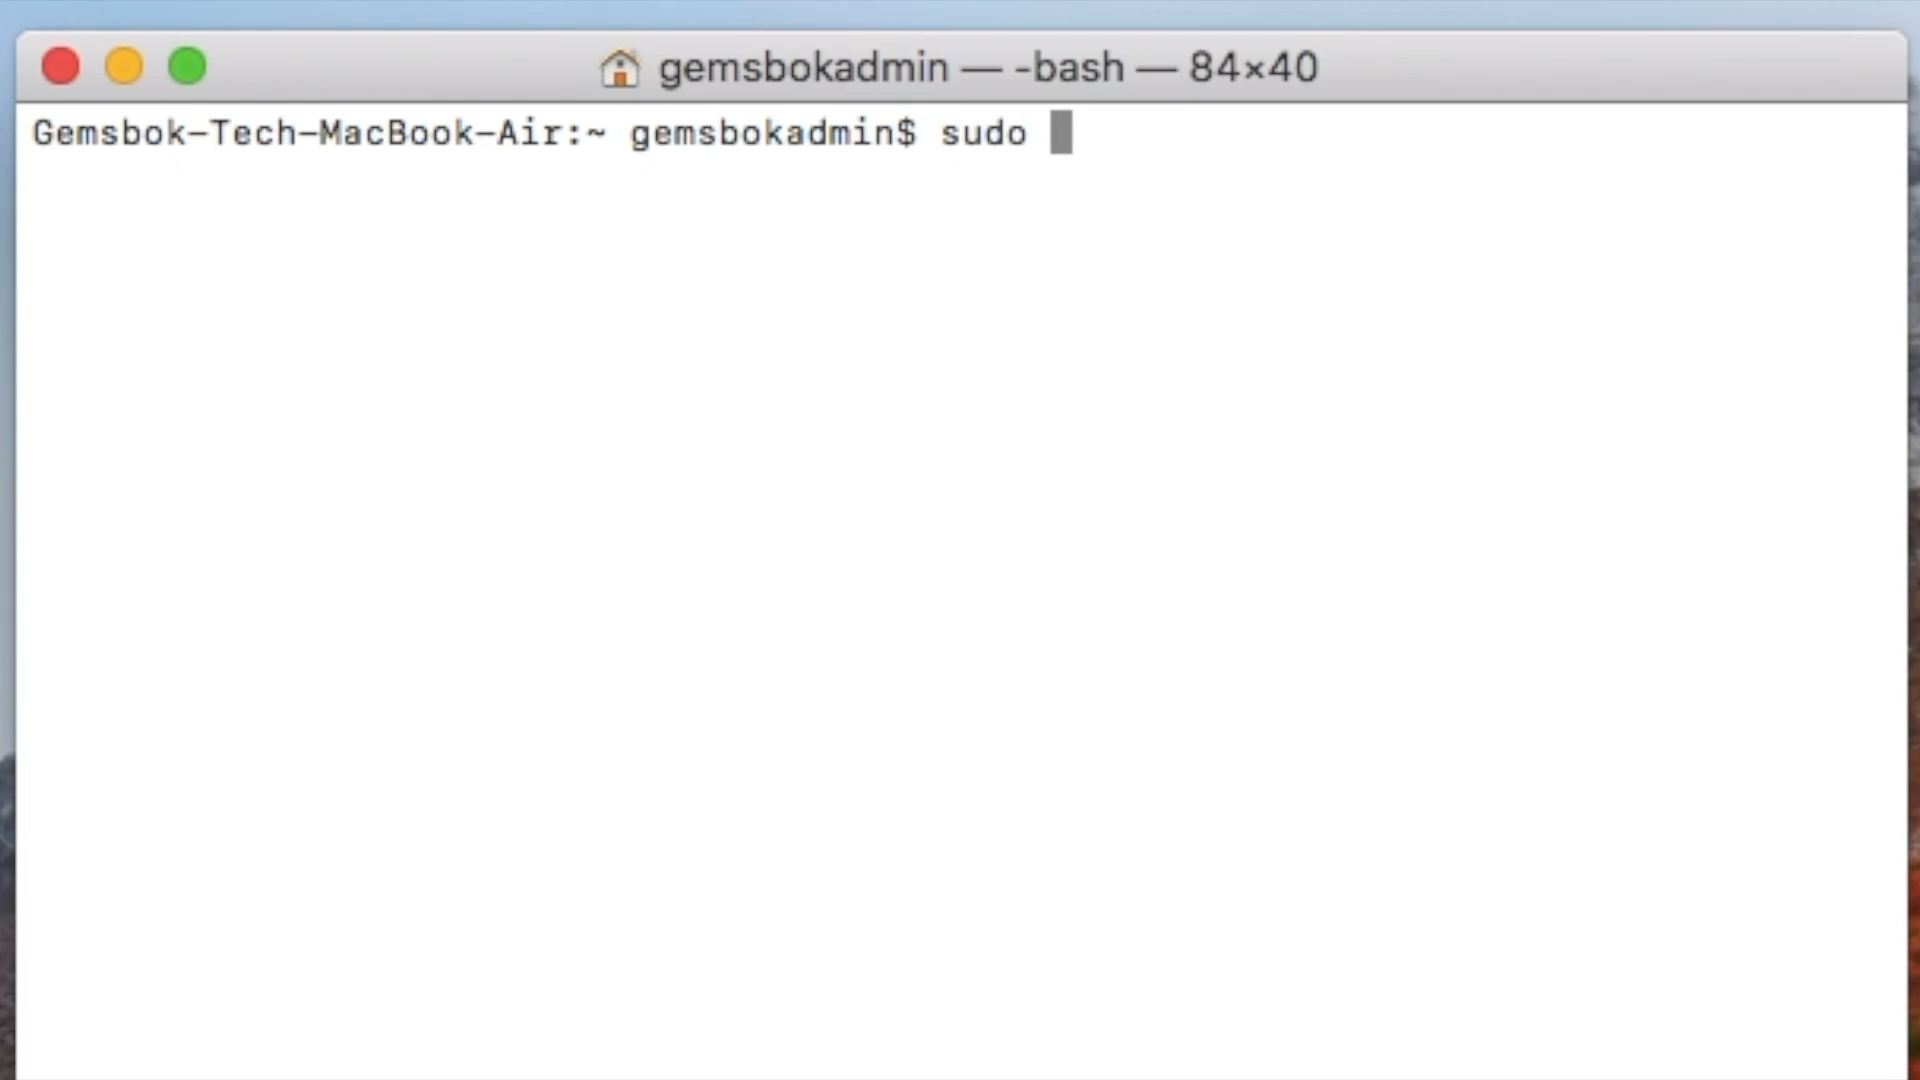 gemsbokadmin — -bash — 84×40
Gemsbok-Tech-MacBook-Air:~ gemsbokadmin$ sudo